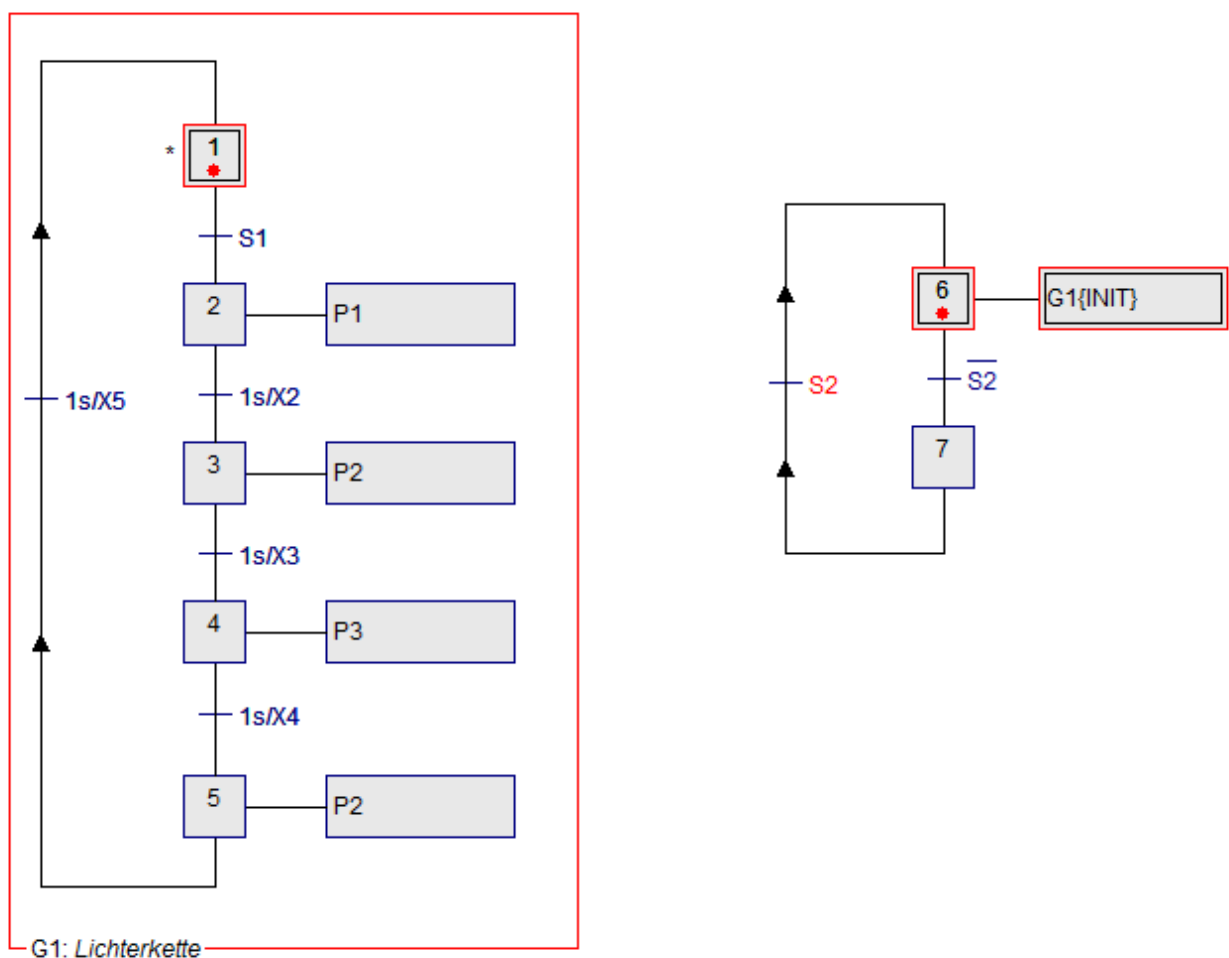 *
1
S1
2
P1
1s/X2
1s/X5
3
P2
1s/X3
4
P3
1s/X4
5
P2
G1: Lichterkette
6
G1{INIT}
S2
S̅2̅
7